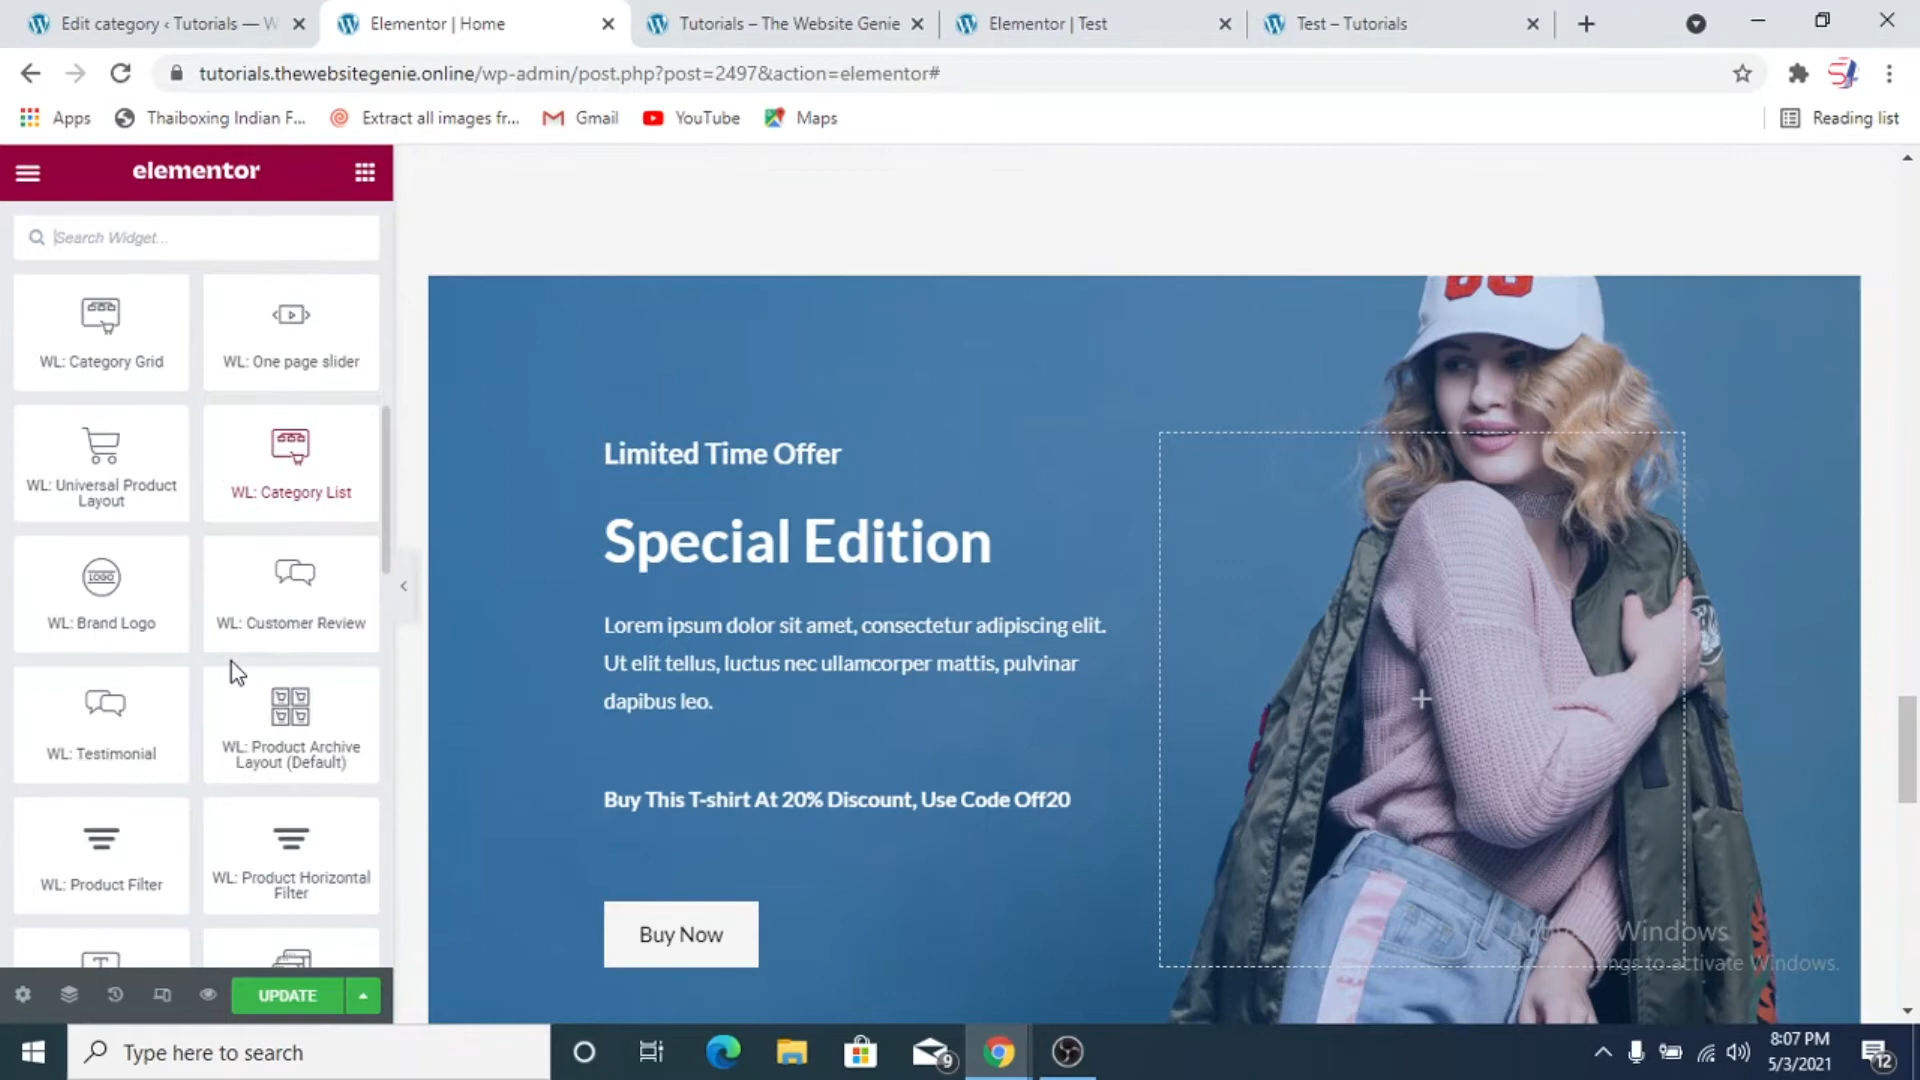 Edit category ‹ Tutorials — W
Elementor | Home
Tutorials – The Website Genie
Elementor | Test
Test – Tutorials
tutorials.thewebsitegenie.online/wp-admin/post.php?post=2497&action=elementor#
Apps
Thaiboxing Indian F...
Extract all images fr...
Gmail
YouTube
Maps
Reading list
elementor
Search Widget...
WL: Category Grid
WL: One page slider
WL: Universal Product
Layout
WL: Category List
LOGO
WL: Brand Logo
WL: Customer Review
WL: Testimonial
WL: Product Archive
Layout (Default)
WL: Product Filter
WL: Product Horizontal
Filter
UPDATE
Limited Time Offer
Special Edition
Lorem ipsum dolor sit amet, consectetur adipiscing elit.
Ut elit tellus, luctus nec ullamcorper mattis, pulvinar
dapibus leo.
Buy This T-shirt At 20% Discount, Use Code Off20
Buy Now
Windows
to activate Windows.
Type here to search
9
8:07 PM
5/3/2021
12